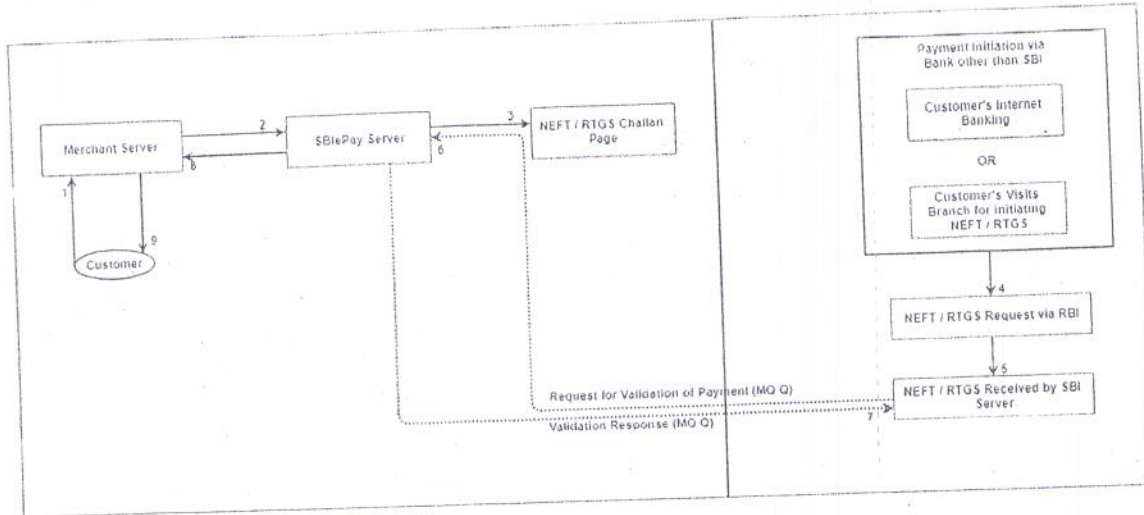 Payment Initiation via
Bank other than SBI
Customer's Internet
Banking
OR
Customer's Visits
Branch for initiating
NEFT / RTGS
4
NEFT / RTGS Request via RBI
5
NEFT / RTGS Received by SBI
Server
Merchant Server
2
8
SBIePay Server
3
6
NEFT / RTGS Challan
Page
1
9
Customer
Request for Validation of Payment (MQ Q)
Validation Response (MQ Q)
7